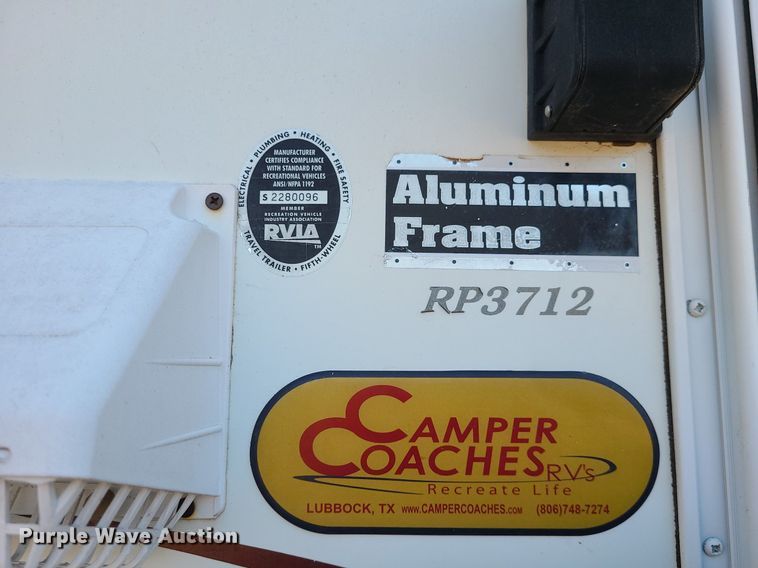 ELECTRICAL • PLUMBING • HEATING • FIRE SAFETY
MANUFACTURER
CERTIFIES COMPLIANCE
WITH STANDARD FOR
RECREATIONAL VEHICLES
ANSI/NFPA 1192
S 2280096
MEMBER
RECREATION VEHICLE
INDUSTRY ASSOCIATION
RVIA
TM
TRAVEL TRAILER • FIFTH-WHEEL
Aluminum
Frame
RP3712
CAMPER
COACHES RV's
Recreate Life
LUBBOCK, TX www.CAMPERCOACHES.com (806)748-7274
Purple Wave Auction